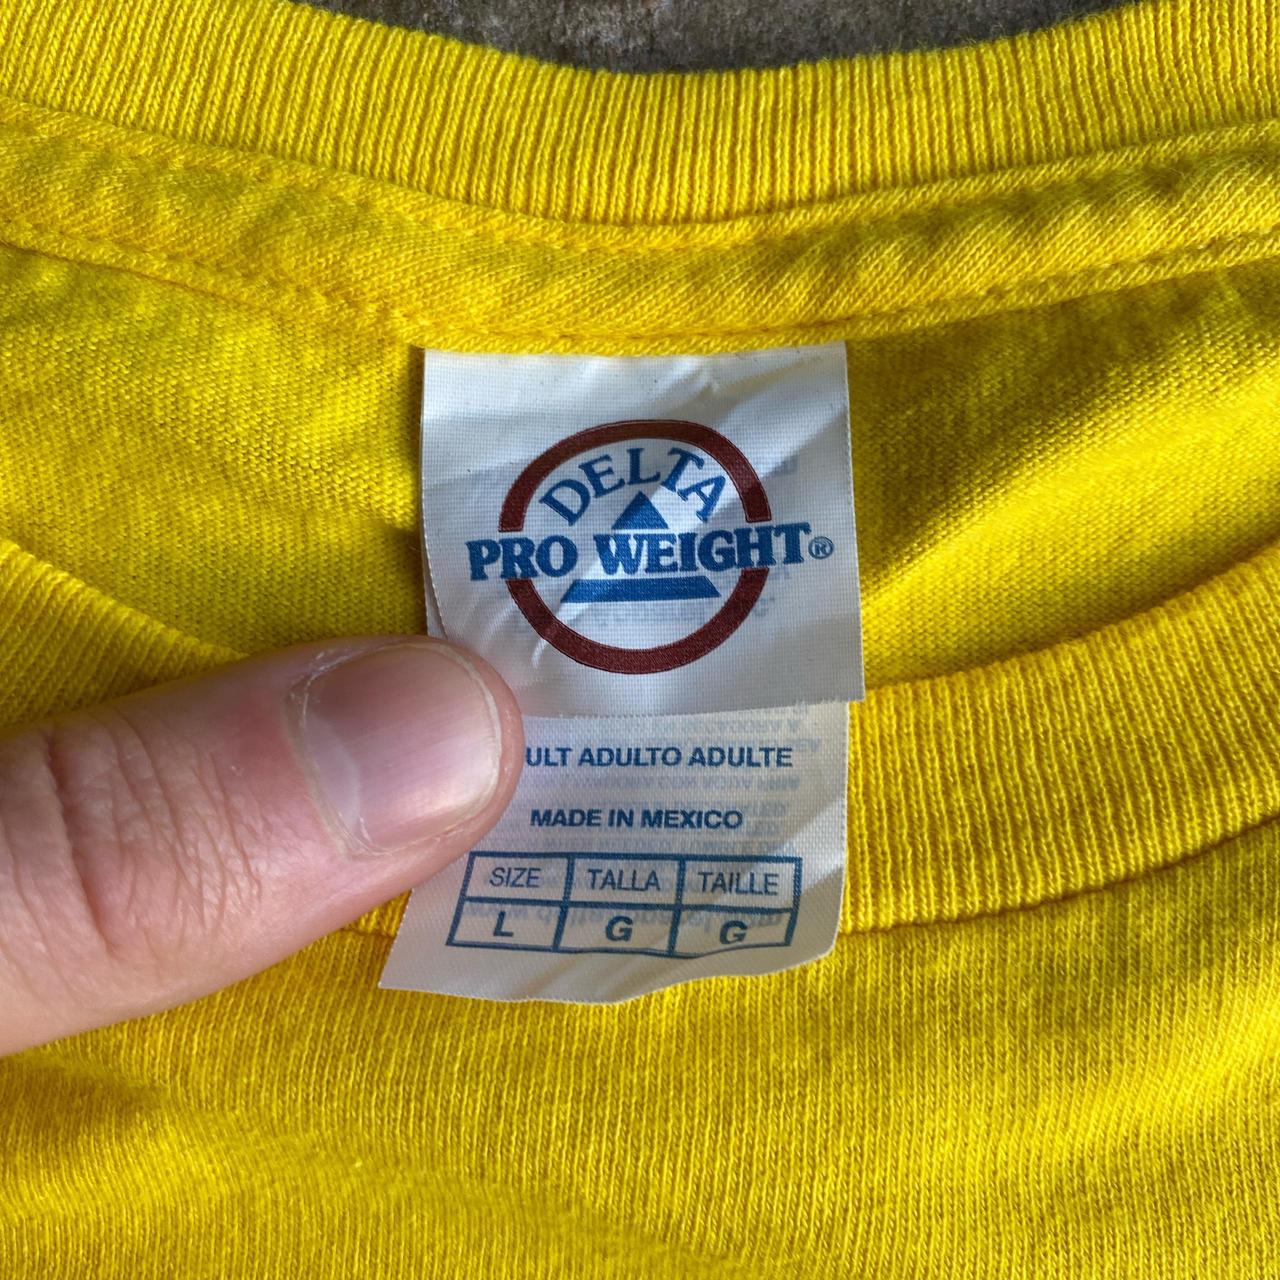 DELTA
PRO WEIGHT®
ULT ADULTO ADULTE
MADE IN MEXICO
SIZE TALLA TAILLE
L G G